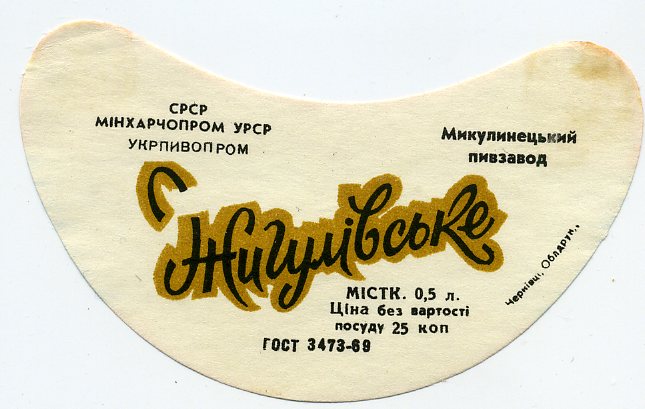 СРСР
МІНХАРЧОПРОМ УРСР
УКРПИВОПРОМ
Микулинецький
пивзавод
Жигулівське
МІСТК. 0,5 л.
Ціна без вартості
посуду 25 коп
ГОСТ 3473-69
Чернівці, Облдрук.,